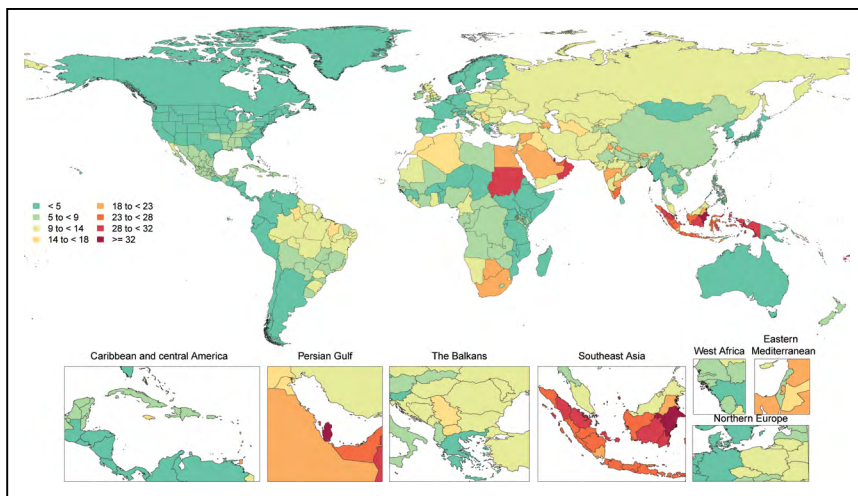 < 5
5 to < 9
9 to < 14
14 to < 18
18 to < 23
23 to < 28
28 to < 32
>= 32
Caribbean and central America
Persian Gulf
The Balkans
Southeast Asia
West Africa
Eastern
Mediterranean
Northern Europe